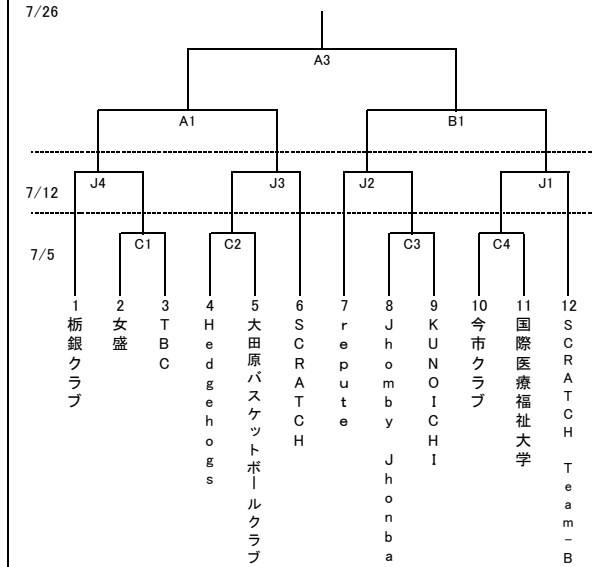 7/26
A3
A1
B1
J4
J3
J2
J1
7/12
C1
C2
C3
C4
7/5
1
栃銀クラブ
2
女盛
3
TBC
4
Hedgehogs
5
大田原バスケットボールクラブ
6
SCRATCH
7
repute
8
Jhomby Jhonba
9
KUNOICHI
10
今市クラブ
11
国際医療福祉大学
12
SCRATCH Team-B